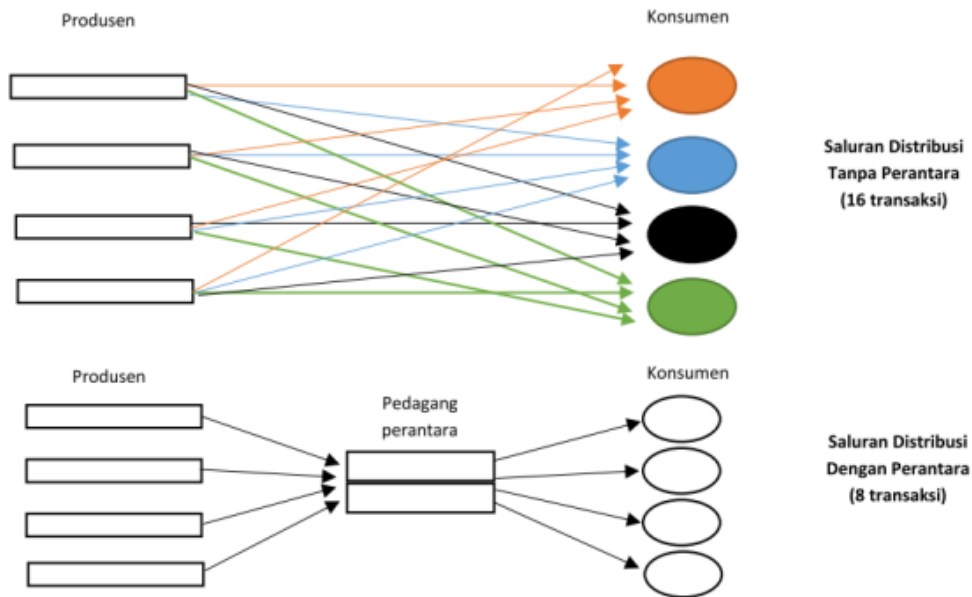 Produsen
Konsumen
Saluran Distribusi
Tanpa Perantara
(16 transaksi)
Produsen
Konsumen
Pedagang
perantara
Saluran Distribusi
Dengan Perantara
(8 transaksi)